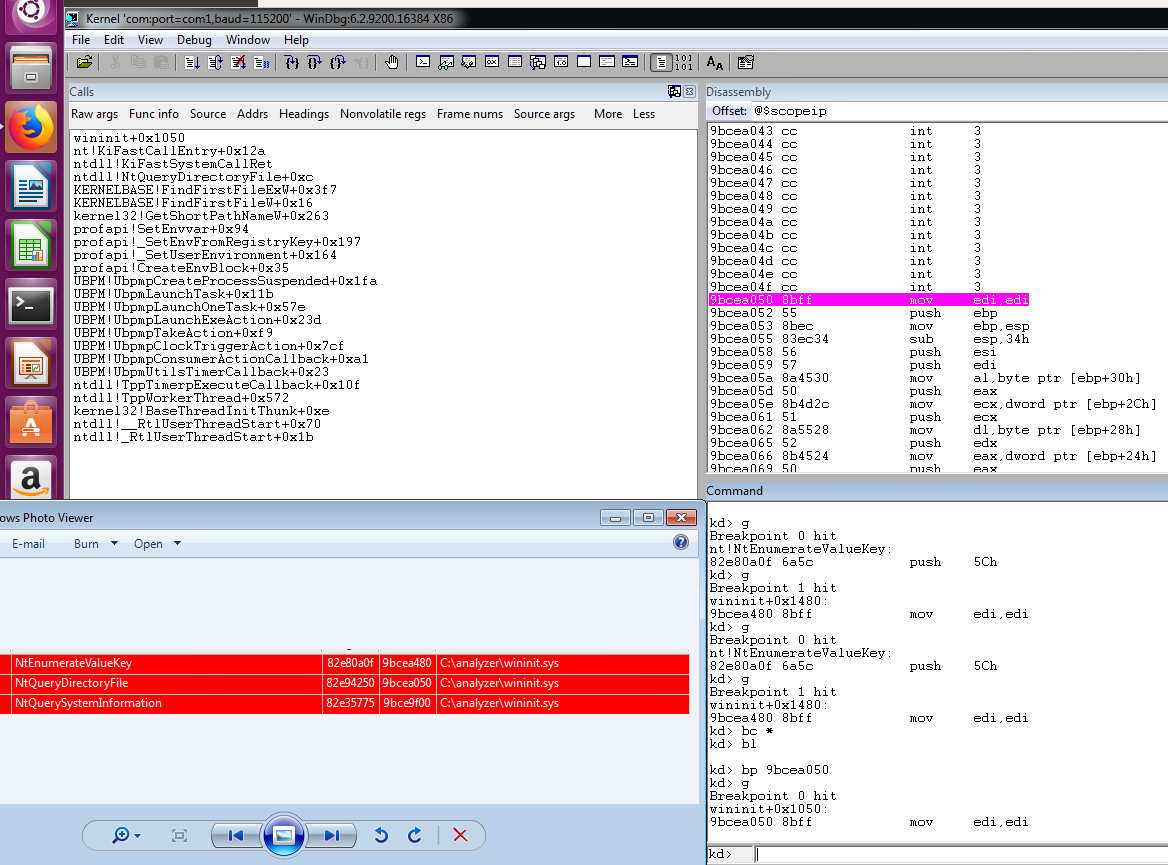 Kernel 'com:port=com1,baud=115200' - WinDbg:6.2.9200.16384 X86
File Edit View Debug Window Help
Calls
Raw args Func info Source Addrs Headings Nonvolatile regs Frame nums Source args More Less
wininit+0x1050
nt!KiFastCallEntry+0x12a
ntdll!KiFastSystemCallRet
ntdll!NtQueryDirectoryFile+0xc
KERNELBASE!FindFirstFileExW+0x3f7
KERNELBASE!FindFirstFileW+0x16
kernel32!GetShortPathNameW+0x263
profapi!SetEnvvar+0x94
profapi!_SetEnvFromRegistryKey+0x197
profapi!_SetUserEnvironment+0x164
profapi!CreateEnvBlock+0x35
UBPM!UbpmpCreateProcessSuspended+0x1fa
UBPM!UbpmLaunchTask+0x11b
UBPM!UbpmpLaunchOneTask+0x57e
UBPM!UbpmpLaunchExeAction+0x23d
UBPM!UbpmpTakeAction+0xf9
UBPM!UbpmpClockTriggerAction+0x7cf
UBPM!UbpmpConsumerActionCallback+0xa1
UBPM!UbpmUtilsTimerCallback+0x23
ntdll!TppTimerpExecuteCallback+0x10f
ntdll!TppWorkerThread+0x572
kernel32!BaseThreadInitThunk+0xe
ntdll!__RtlUserThreadStart+0x70
ntdll!_RtlUserThreadStart+0x1b
Disassembly
Offset: @$scopeip
9bcea043 cc int 3
9bcea044 cc int 3
9bcea045 cc int 3
9bcea046 cc int 3
9bcea047 cc int 3
9bcea048 cc int 3
9bcea049 cc int 3
9bcea04a cc int 3
9bcea04b cc int 3
9bcea04c cc int 3
9bcea04d cc int 3
9bcea04e cc int 3
9bcea04f cc int 3
9bcea050 8bff mov edi,edi
9bcea052 55 push ebp
9bcea053 8bec mov ebp,esp
9bcea055 83ec34 sub esp,34h
9bcea058 56 push esi
9bcea059 57 push edi
9bcea05a 8a4530 mov al,byte ptr [ebp+30h]
9bcea05d 50 push eax
9bcea05e 8b4d2c mov ecx,dword ptr [ebp+2Ch]
9bcea061 51 push ecx
9bcea062 8a5528 mov dl,byte ptr [ebp+28h]
9bcea065 52 push edx
9bcea066 8b4524 mov eax,dword ptr [ebp+24h]
9bcea069 50 push eax
Command
kd> g
Breakpoint 0 hit
nt!NtEnumerateValueKey:
82e80a0f 6a5c push 5Ch
kd> g
Breakpoint 1 hit
wininit+0x1480:
9bcea480 8bff mov edi,edi
kd> g
Breakpoint 0 hit
nt!NtEnumerateValueKey:
82e80a0f 6a5c push 5Ch
kd> g
Breakpoint 1 hit
wininit+0x1480:
9bcea480 8bff mov edi,edi
kd> bc *
kd> bl
kd> bp 9bcea050
kd> g
Breakpoint 0 hit
wininit+0x1050:
9bcea050 8bff mov edi,edi
kd>
ows Photo Viewer
E-mail Burn Open
NtEnumerateValueKey 82e80a0f 9bcea480 C:\analyzer\wininit.sys
NtQueryDirectoryFile 82e94250 9bcea050 C:\analyzer\wininit.sys
NtQuerySystemInformation 82e35775 9bce9f00 C:\analyzer\wininit.sys